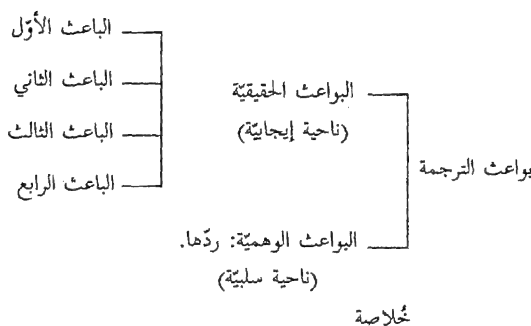 بواعث الترجمة
البواعث الحقيقيّة
(ناحية إيجابيّة)
الباعث الأوّل
الباعث الثاني
الباعث الثالث
الباعث الرابع
البواعث الوهميّة: ردّها.
(ناحية سلبيّة)
خُلاصة